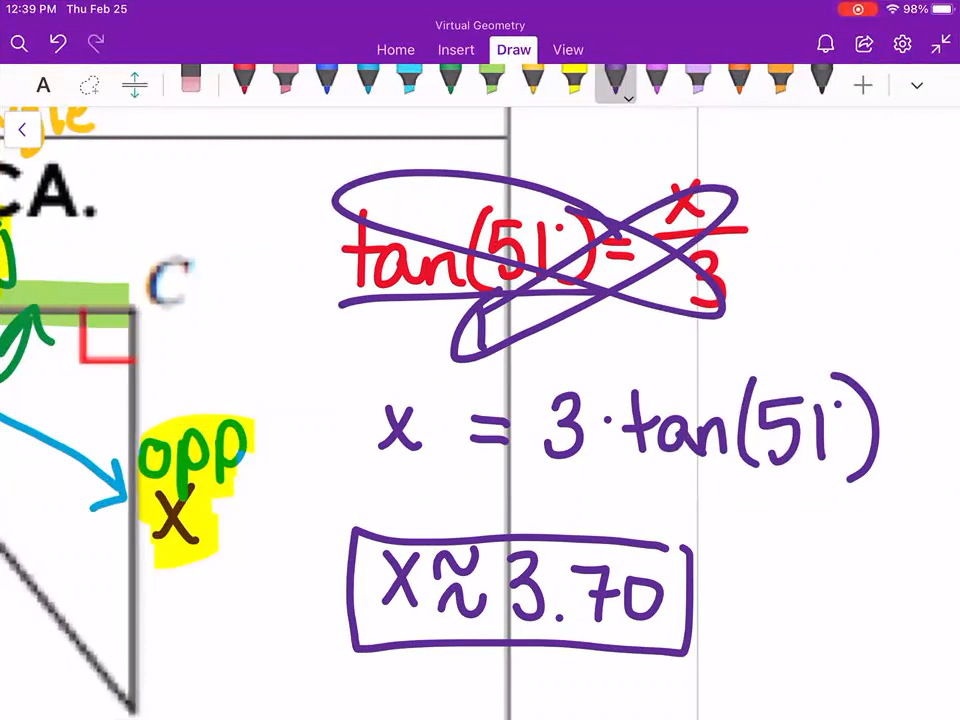 12:39 PM Thu Feb 25
98%
Virtual Geometry
Home Insert Draw View
A
CA.
C
tan(51°) = x/3
1
x = 3·tan(51°)
opp
x
x ≈ 3.70